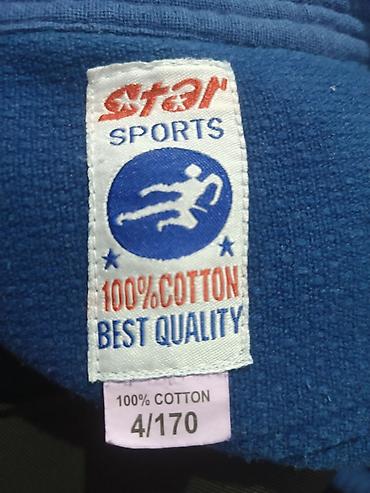 Star
SPORTS
100% COTTON
BEST QUALITY
100% COTTON
4/170